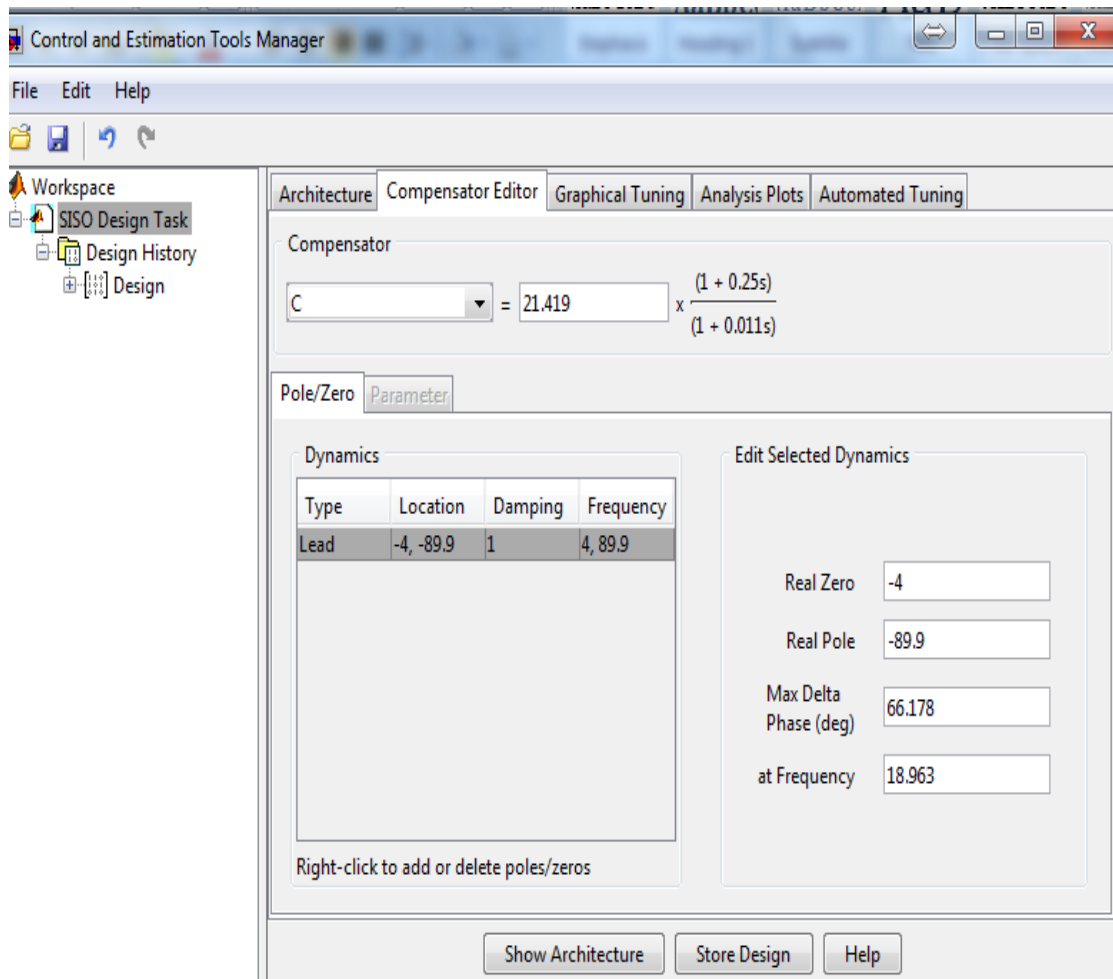 Control and Estimation Tools Manager
File Edit Help
Workspace
SISO Design Task
Design History
Design
Architecture Compensator Editor Graphical Tuning Analysis Plots Automated Tuning
Compensator
C = 21.419 x (1 + 0.25s)
(1 + 0.011s)
Pole/Zero Parameter
Dynamics
Type Location Damping Frequency
Lead -4, -89.9 1 4, 89.9
Right-click to add or delete poles/zeros
Edit Selected Dynamics
Real Zero -4
Real Pole -89.9
Max Delta
Phase (deg) 66.178
at Frequency 18.963
Show Architecture Store Design Help